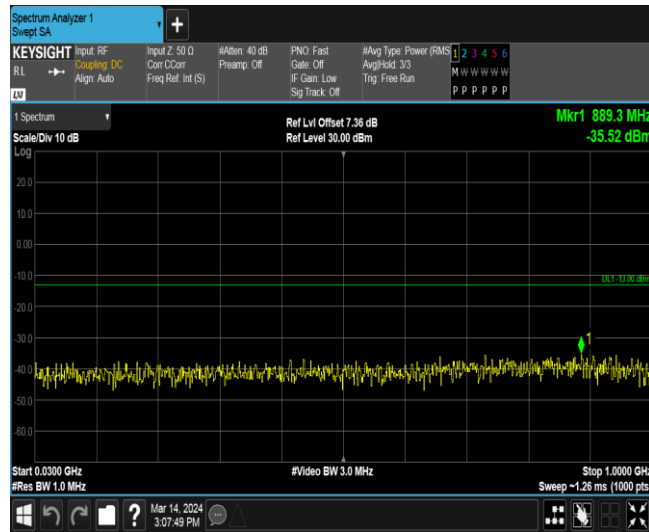 Spectrum Analyzer 1
Swept SA
KEYSIGHT
RL
LXI
Input: RF
Coupling: DC
Align: Auto
Input Z: 50 Ω
Corr CCorr
Freq Ref: Int (S)
#Atten: 40 dB
Preamp: Off
PNO: Fast
Gate: Off
IF Gain: Low
Sig Track: Off
#Avg Type: Power (RMS
Avg|Hold: 3/3
Trig: Free Run
1 2 3 4 5 6
M W W W W W
P P P P P P
1 Spectrum
Scale/Div 10 dB
Log
Ref Lvl Offset 7.36 dB
Ref Level 30.00 dBm
Mkr1 889.3 MHz
-35.52 dBm
20.0
10.0
0.00
-10.0
DL1 -13.00 dBm
-20.0
-30.0
1
-40.0
-50.0
-60.0
Start 0.0300 GHz
#Res BW 1.0 MHz
#Video BW 3.0 MHz
Stop 1.0000 GHz
Sweep ~1.26 ms (1000 pts
?
Mar 14, 2024
3:07:49 PM